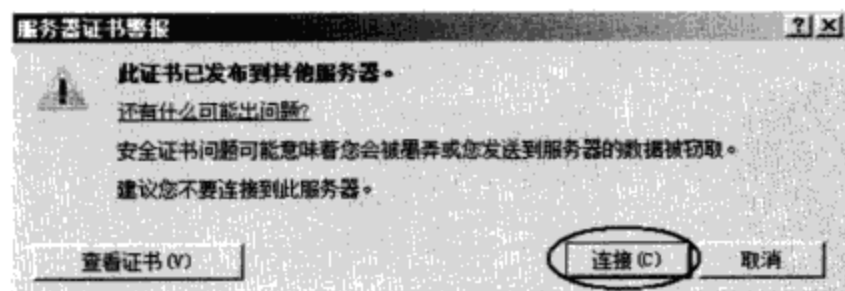 服务器证书警报
此证书已发布到其他服务器。
还有什么可能出问题?
安全证书问题可能意味着您会被愚弄或您发送到服务器的数据被窃取。
建议您不要连接到此服务器。
查看证书(V) 连接(C) 取消